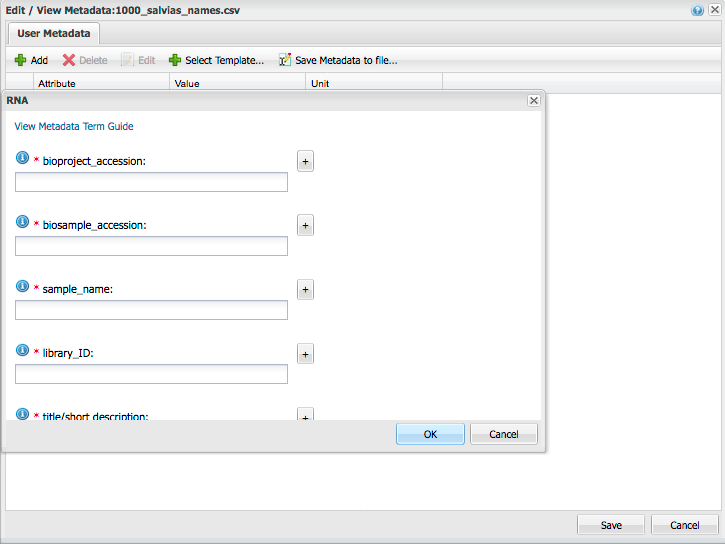 Edit / View Metadata:1000_salvias_names.csv
User Metadata
Add Delete Edit Select Template... Save Metadata to file...
Attribute Value Unit
RNA
View Metadata Term Guide
* bioproject_accession: +
* biosample_accession: +
* sample_name: +
* library_ID: +
* title/short description: +
OK Cancel
Save Cancel